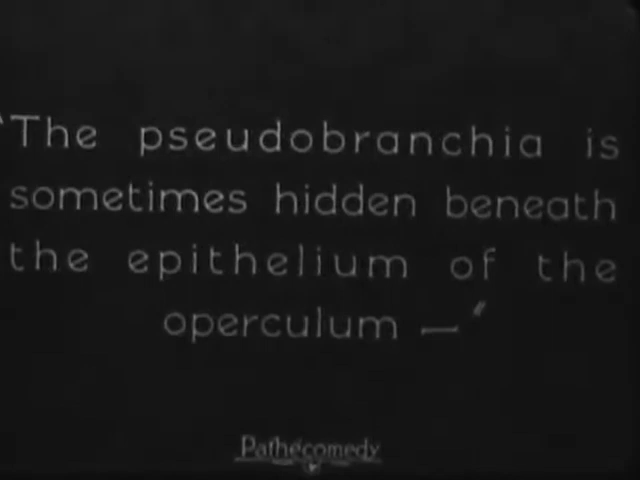 "The pseudobranchia is
sometimes hidden beneath
the epithelium of the
operculum — "
Pathécomedy